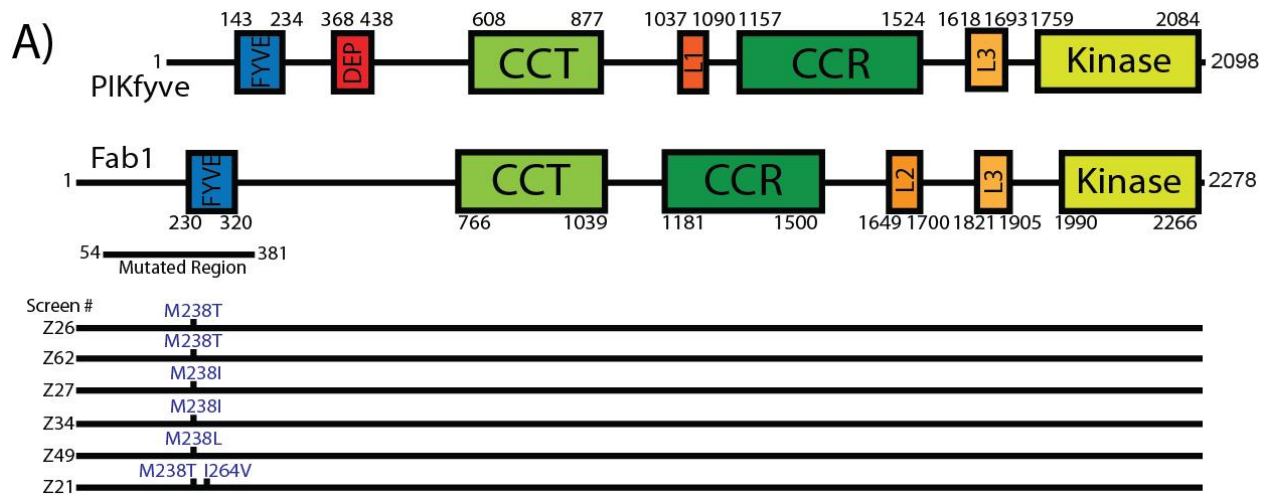 A)
143 234 368 438 608 877 1037 1090 1157 1524 1618 1693 1759 2084
1 FYVE DEP CCT L1 CCR L3 Kinase 2098
PIKfyve
Fab1
1 FYVE CCT CCR L2 L3 Kinase 2278
230 320 766 1039 1181 1500 1649 1700 1821 1905 1990 2266
54 381
Mutated Region
Screen #
M238T
Z26
M238T
Z62
M238I
Z27
M238I
Z34
M238L
Z49
M238T I264V
Z21